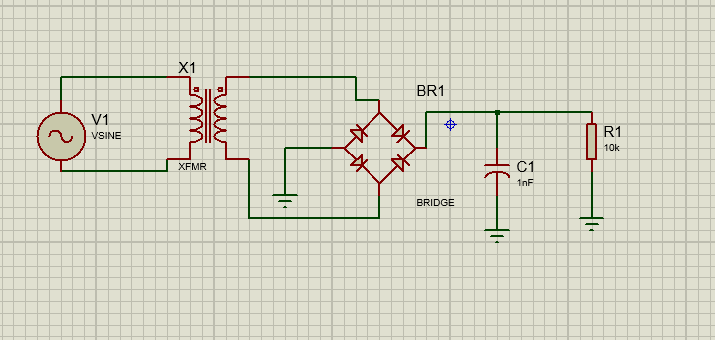 X1
V1
VSINE
XFMR
BR1
BRIDGE
C1
1nF
R1
10k